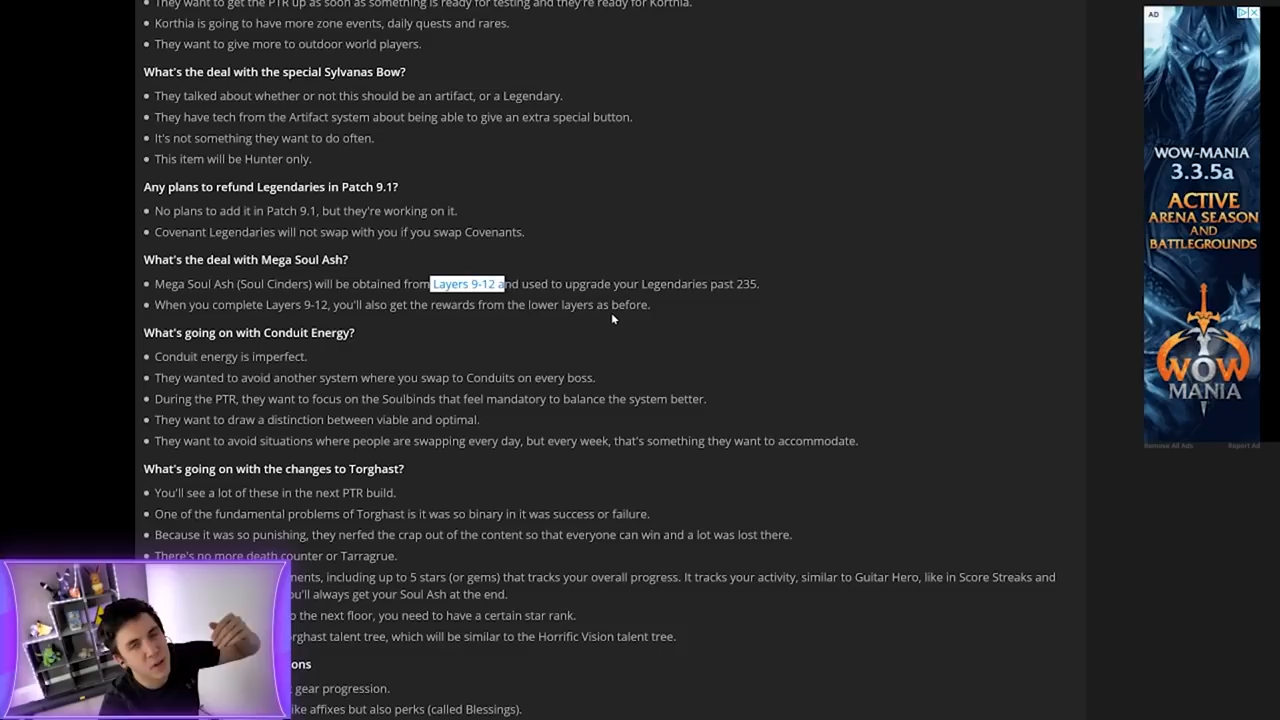 They want to get the PTR up as soon as something is ready for testing and they're ready for Korthia.
Korthia is going to have more zone events, daily quests and rares.
They want to give more to outdoor world players.
What's the deal with the special Sylvanas Bow?
They talked about whether or not this should be an artifact, or a Legendary.
They have tech from the Artifact system about being able to give an extra special button.
It's not something they want to do often.
This item will be Hunter only.
Any plans to refund Legendaries in Patch 9.1?
No plans to add it in Patch 9.1, but they're working on it.
Covenant Legendaries will not swap with you if you swap Covenants.
What's the deal with Mega Soul Ash?
Mega Soul Ash (Soul Cinders) will be obtained from Layers 9-12 and used to upgrade your Legendaries past 235.
When you complete Layers 9-12, you'll also get the rewards from the lower layers as before.
What's going on with Conduit Energy?
Conduit energy is imperfect.
They wanted to avoid another system where you swap to Conduits on every boss.
During the PTR, they want to focus on the Soulbinds that feel mandatory to balance the system better.
They want to draw a distinction between viable and optimal.
They want to avoid situations where people are swapping every day, but every week, that's something they want to accommodate.
What's going on with the changes to Torghast?
You'll see a lot of these in the next PTR build.
One of the fundamental problems of Torghast is it was so binary in it was success or failure.
Because it was so punishing, they nerfed the crap out of the content so that everyone can win and a lot was lost there.
There's no more death counter or Tarragrue.
nents, including up to 5 stars (or gems) that tracks your overall progress. It tracks your activity, similar to Guitar Hero, like in Score Streaks and
u'll always get your Soul Ash at the end.
o the next floor, you need to have a certain star rank.
orghast talent tree, which will be similar to the Horrific Vision talent tree.
ons
gear progression.
ike affixes but also perks (called Blessings).
AD
WOW-MANIA
3.3.5a
ACTIVE
ARENA SEASON
AND
BATTLEGROUNDS
WOW
MANIA
Remove All Ads
Report Ad